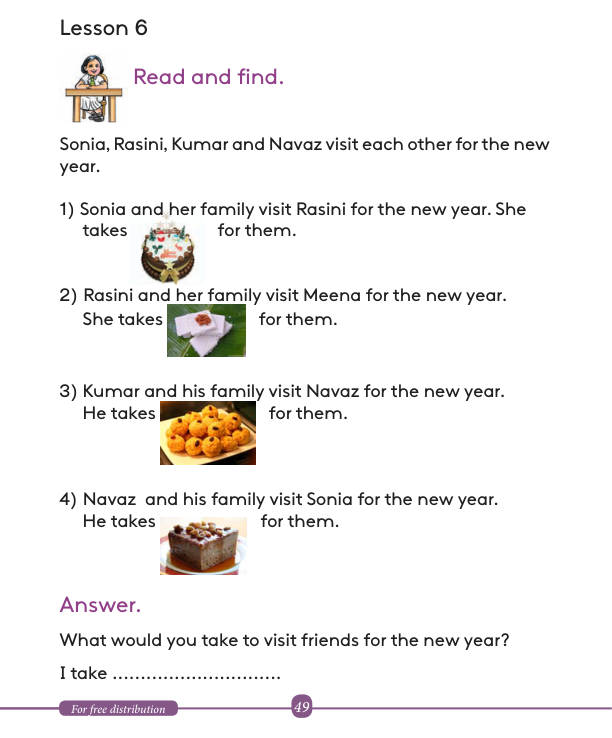 Lesson 6
Read and find.
Sonia, Rasini, Kumar and Navaz visit each other for the new
year.
1) Sonia and her family visit Rasini for the new year. She
takes for them.
2) Rasini and her family visit Meena for the new year.
She takes for them.
3) Kumar and his family visit Navaz for the new year.
He takes for them.
4) Navaz and his family visit Sonia for the new year.
He takes for them.
Answer.
What would you take to visit friends for the new year?
I take ..............................
For free distribution
49